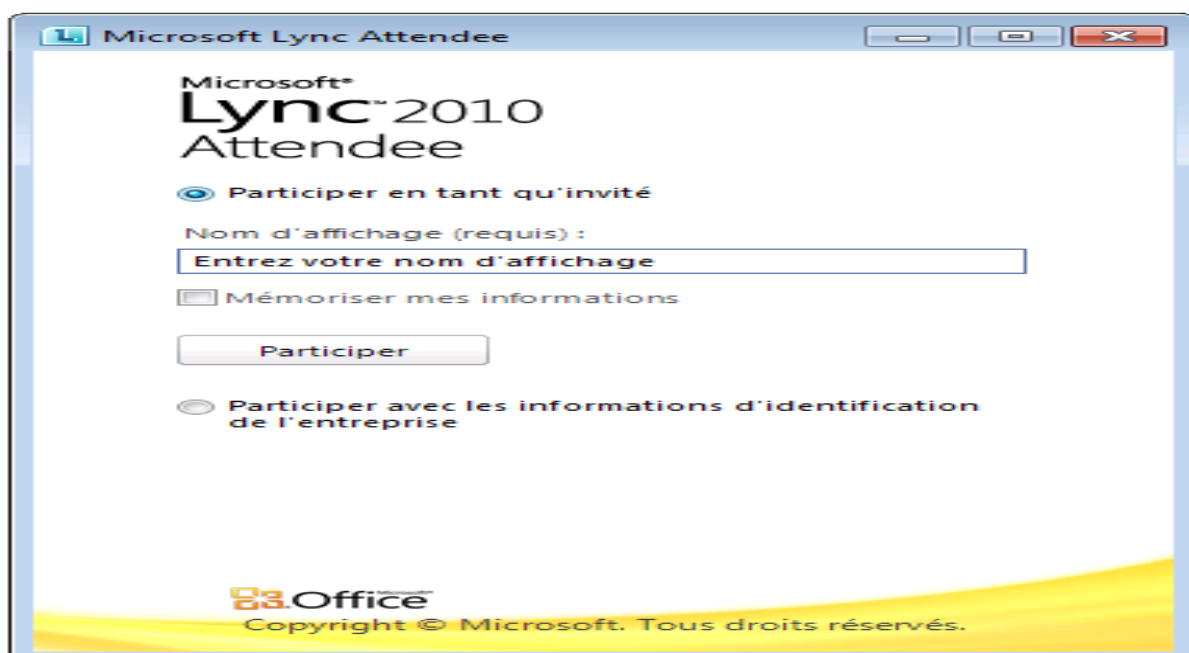 Microsoft Lync Attendee
Microsoft®
Lync™ 2010
Attendee
Participer en tant qu'invité
Nom d'affichage (requis) :
Entrez votre nom d'affichage
Mémoriser mes informations
Participer
Participer avec les informations d'identification
de l'entreprise
Office
Copyright © Microsoft. Tous droits réservés.